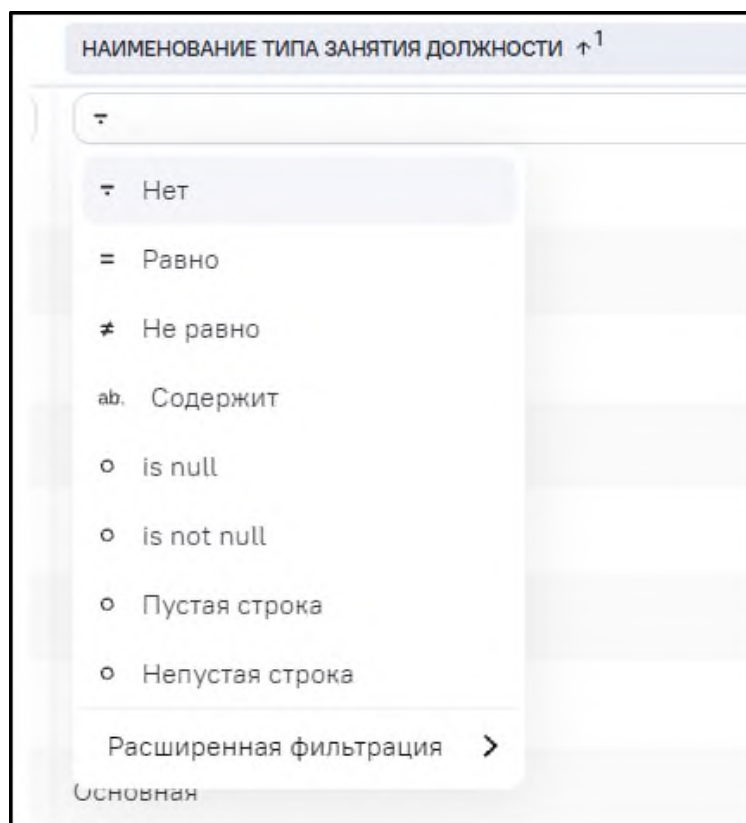 НАИМЕНОВАНИЕ ТИПА ЗАНЯТИЯ ДОЛЖНОСТИ ↑1
Нет
= Равно
≠ Не равно
ab. Содержит
is null
is not null
Пустая строка
Непустая строка
Расширенная фильтрация
Основная